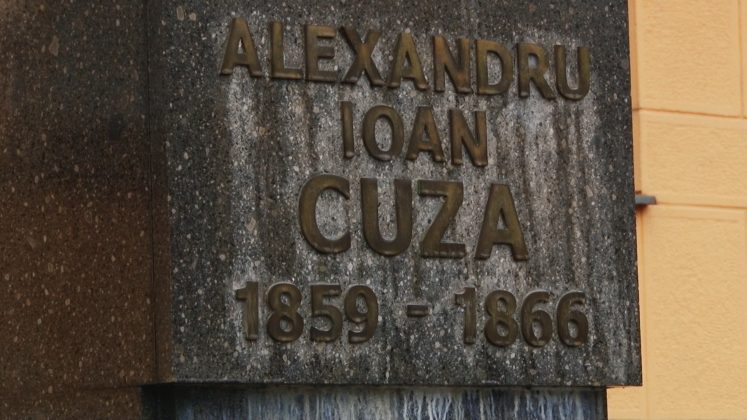 ALEXANDRU
IOAN
CUZA
1859 - 1866